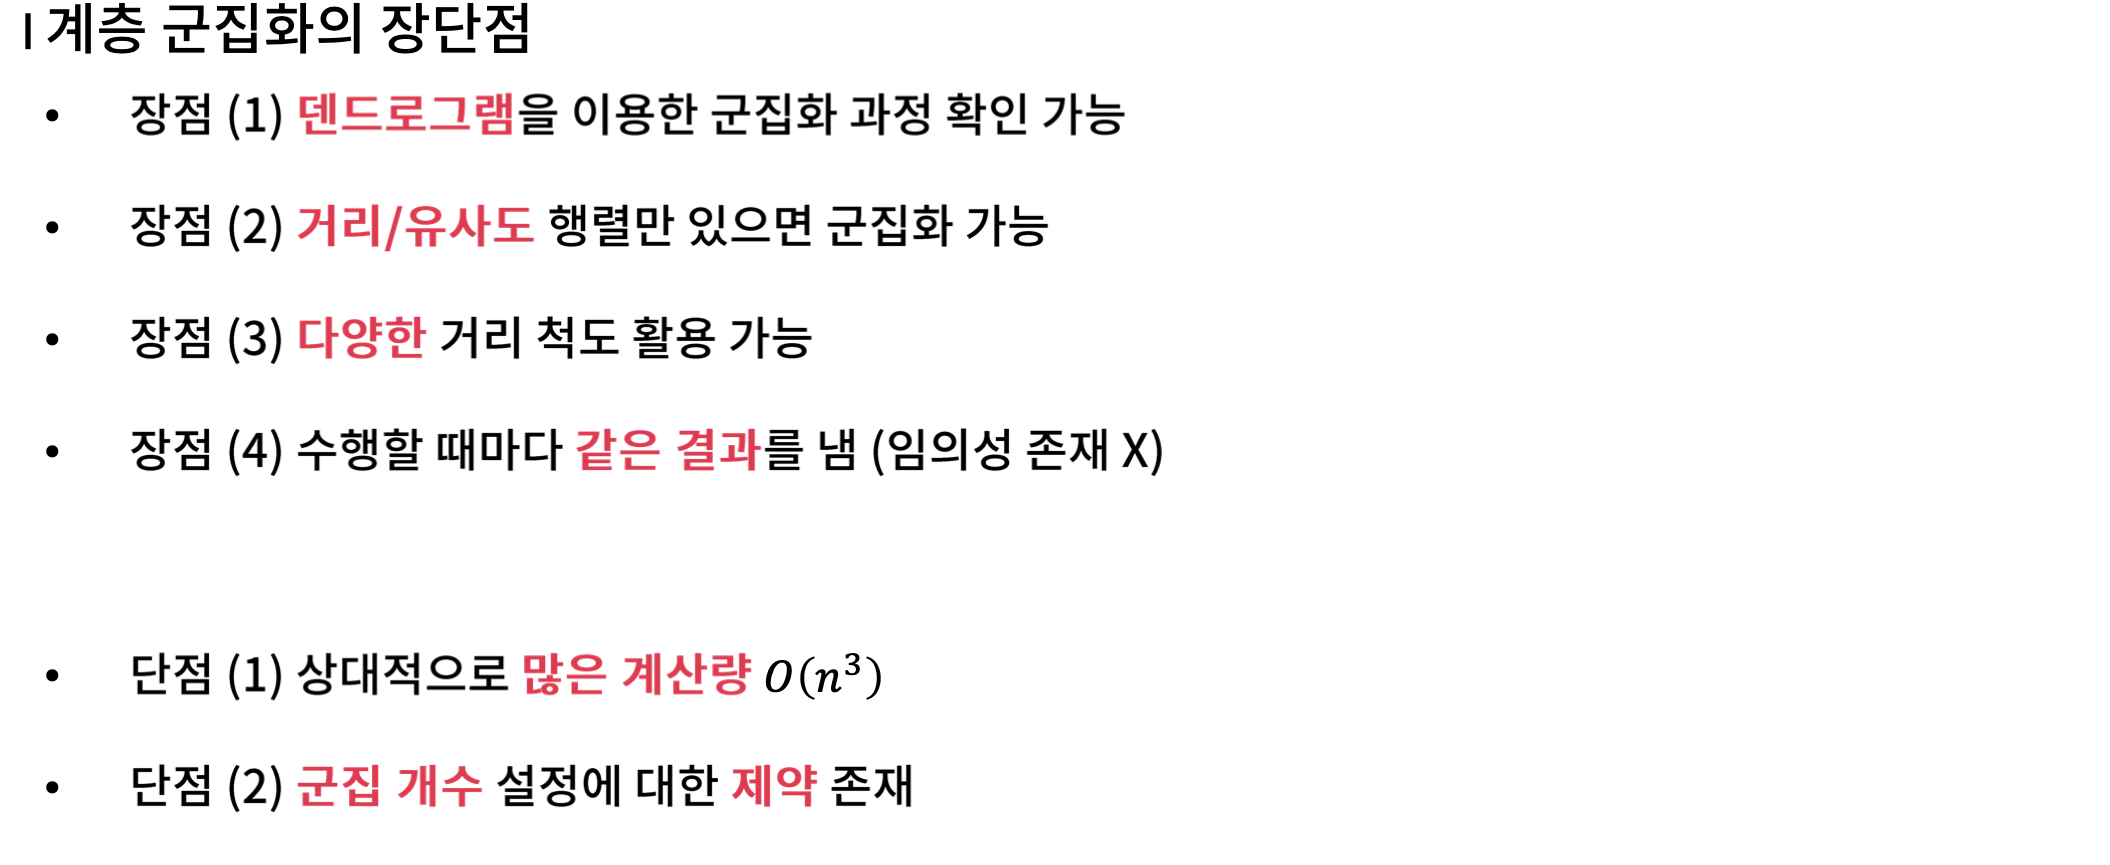 | 계층 군집화의 장단점
• 장점 (1) 덴드로그램을 이용한 군집화 과정 확인 가능
• 장점 (2) 거리/유사도 행렬만 있으면 군집화 가능
• 장점 (3) 다양한 거리 척도 활용 가능
• 장점 (4) 수행할 때마다 같은 결과를 냄 (임의성 존재 X)
• 단점 (1) 상대적으로 많은 계산량 O(n³)
• 단점 (2) 군집 개수 설정에 대한 제약 존재